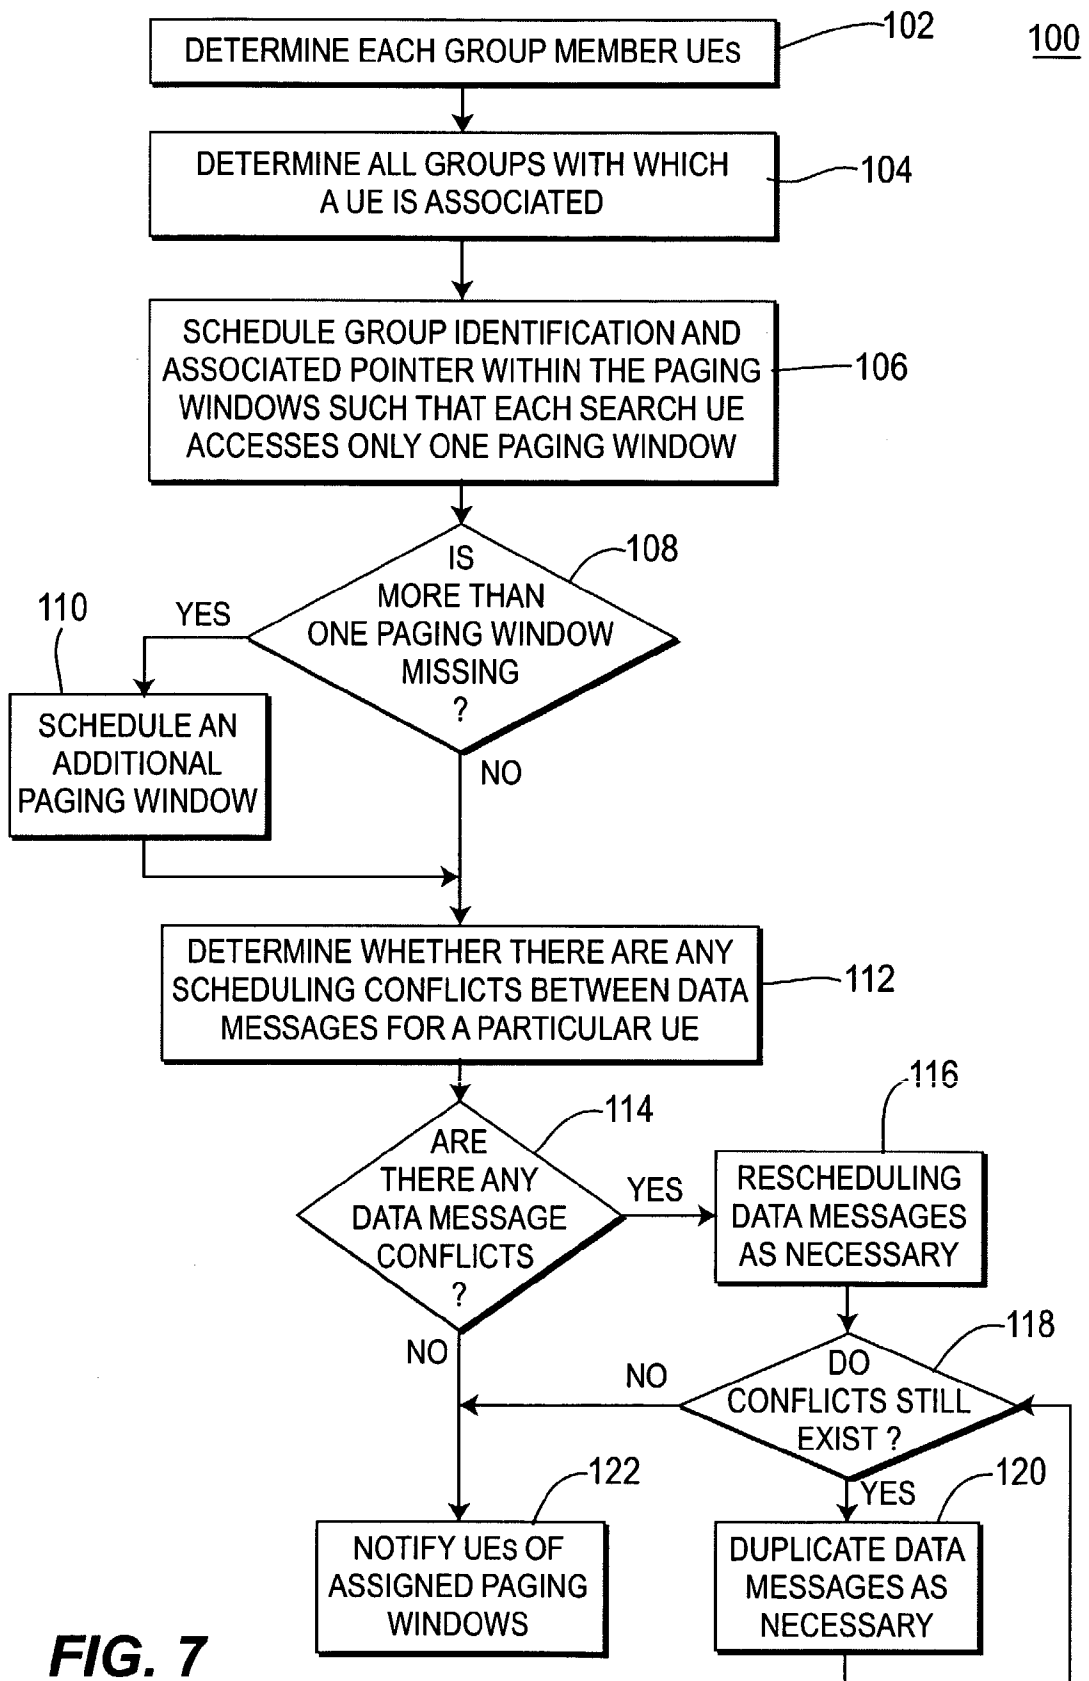 100
DETERMINE EACH GROUP MEMBER UEs
102
DETERMINE ALL GROUPS WITH WHICH
A UE IS ASSOCIATED
104
SCHEDULE GROUP IDENTIFICATION AND
ASSOCIATED POINTER WITHIN THE PAGING
WINDOWS SUCH THAT EACH SEARCH UE
ACCESSES ONLY ONE PAGING WINDOW
106
IS
MORE THAN
ONE PAGING WINDOW
MISSING
?
108
YES
110
SCHEDULE AN
ADDITIONAL
PAGING WINDOW
NO
DETERMINE WHETHER THERE ARE ANY
SCHEDULING CONFLICTS BETWEEN DATA
MESSAGES FOR A PARTICULAR UE
112
ARE
THERE ANY
DATA MESSAGE
CONFLICTS
?
114
YES
116
RESCHEDULING
DATA MESSAGES
AS NECESSARY
NO
DO
CONFLICTS STILL
EXIST ?
118
NO
YES
120
DUPLICATE DATA
MESSAGES AS
NECESSARY
122
NOTIFY UEs OF
ASSIGNED PAGING
WINDOWS
FIG. 7